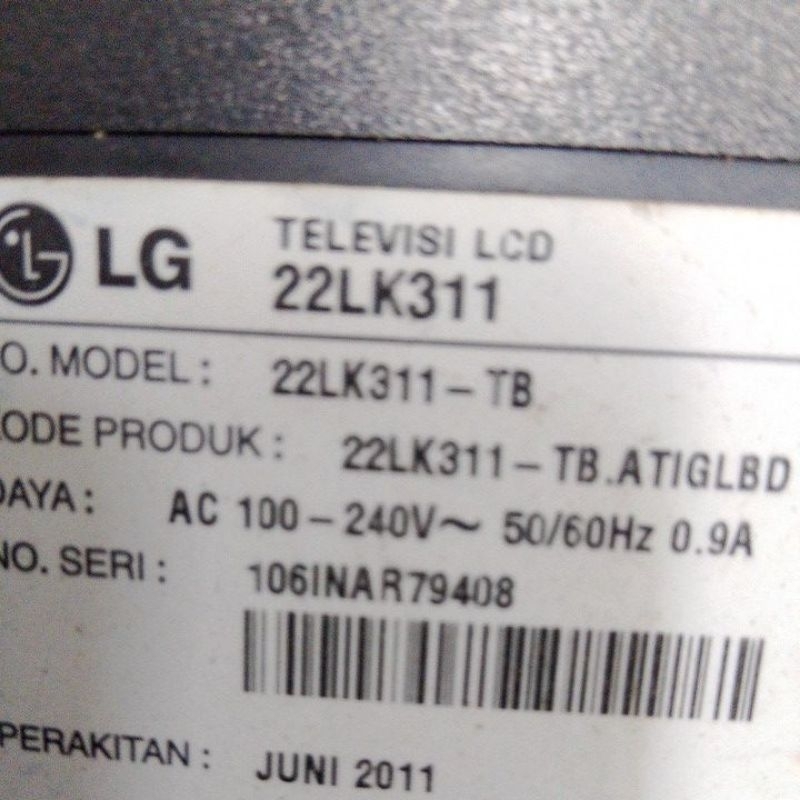 LG TELEVISI LCD
22LK311
O. MODEL : 22LK311-TB
ODE PRODUK : 22LK311-TB.ATIGLBD
DAYA : AC 100-240V~ 50/60Hz 0.9A
NO. SERI : 106INAR79408
PERAKITAN : JUNI 2011